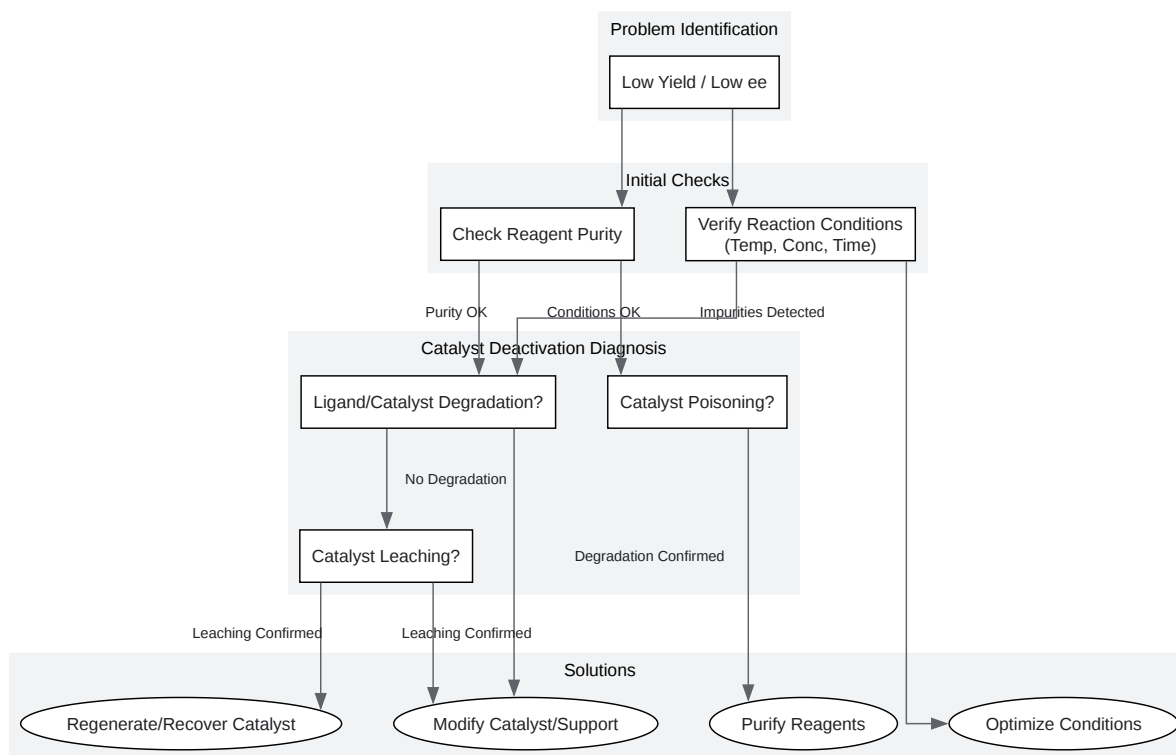 Problem Identification
Low Yield / Low ee
Initial Checks
Check Reagent Purity
Verify Reaction Conditions
(Temp, Conc, Time)
Purity OK
Conditions OK
Impurities Detected
Catalyst Deactivation Diagnosis
Ligand/Catalyst Degradation?
Catalyst Poisoning?
No Degradation
Catalyst Leaching?
Degradation Confirmed
Leaching Confirmed
Leaching Confirmed
Solutions
Regenerate/Recover Catalyst
Modify Catalyst/Support
Purify Reagents
Optimize Conditions